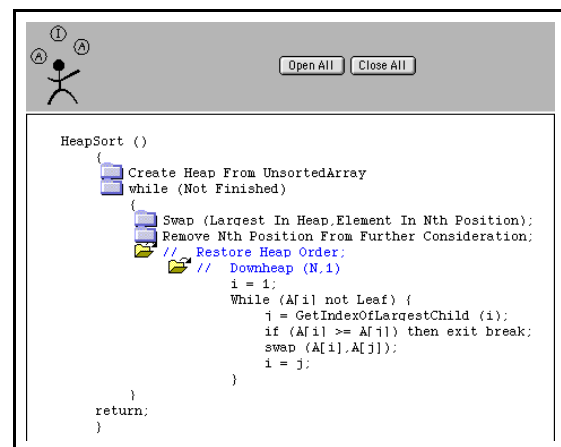 I
A
A
Open All Close All
HeapSort ()
{
Create Heap From UnsortedArray
while (Not Finished)
{
Swap (Largest In Heap,Element In Nth Position);
Remove Nth Position From Further Consideration;
// Restore Heap Order;
// Downheap (N,1)
i = 1;
While (A[i] not Leaf) {
j = GetIndexOfLargestChild (i);
if (A[i] >= A[j]) then exit break;
swap (A[i],A[j]);
i = j;
}
}
return;
}